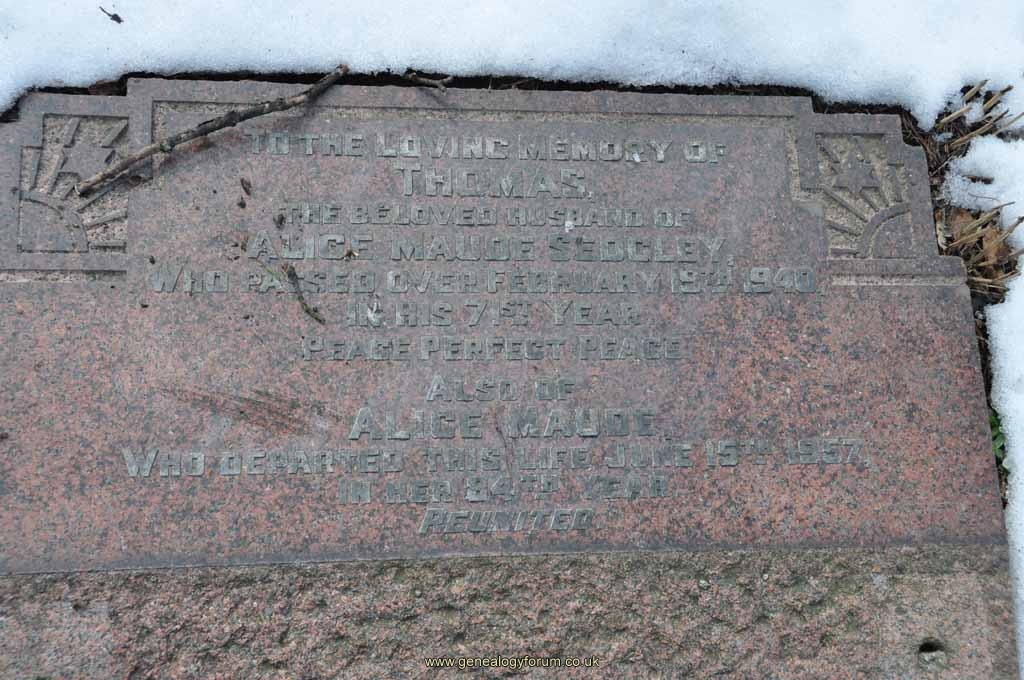 TO THE LOVING MEMORY OF
THOMAS,
THE BELOVED HUSBAND OF
ALICE MAUDE SEDGLEY,
WHO PASSED OVER FEBRUARY 19TH 1940,
IN HIS 71ST YEAR
PEACE PERFECT PEACE
ALSO OF
ALICE MAUDE,
WHO DEPARTED THIS LIFE JUNE 15TH 1957,
IN HER 84TH YEAR
REUNITED
www.genealogyforum.co.uk